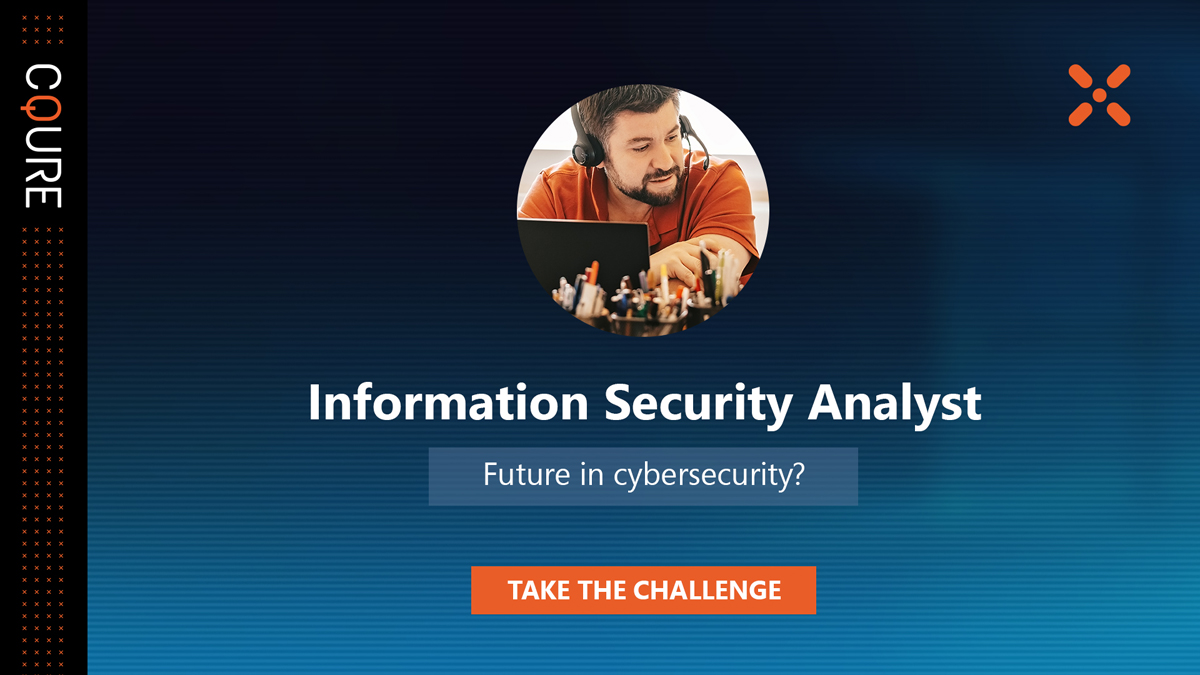 CQURE
Information Security Analyst
Future in cybersecurity?
TAKE THE CHALLENGE